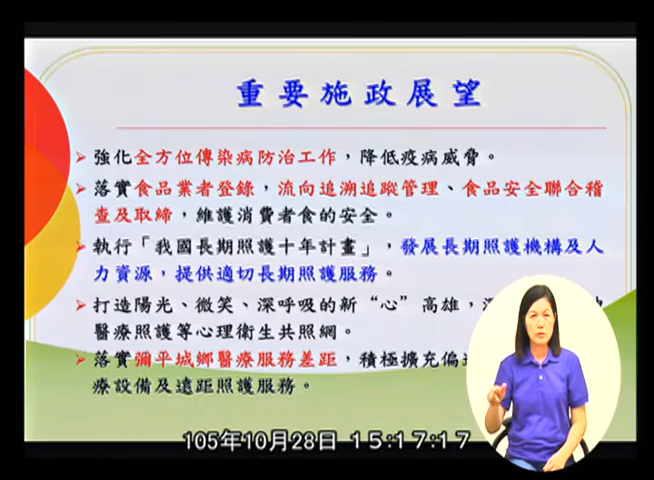 重要施政展望
強化全方位傳染病防治工作，降低疫病威脅。
落實食品業者登錄，流向追溯追蹤管理、食品安全聯合稽
查及取締，維護消費者食的安全。
執行「我國長期照護十年計畫」，發展長期照護機構及人
力資源，提供適切長期照護服務。
打造陽光、微笑、深呼吸的新“心”高雄，
醫療照護等心理衛生共照網。
落實彌平城鄉醫療服務差距，積極擴充偏
療設備及遠距照護服務。
105年10月28日 15:17:17